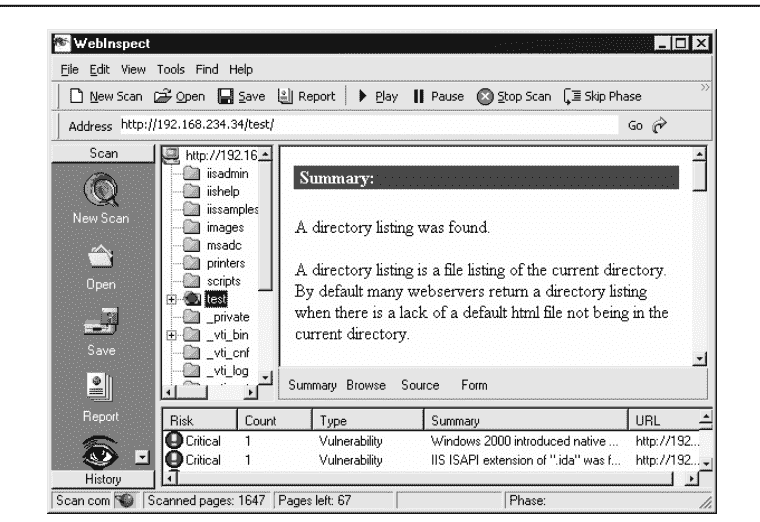 WebInspect
File Edit View Tools Find Help
New Scan Open Save Report Play Pause Stop Scan Skip Phase
Address http://192.168.234.34/test/ Go
Scan
New Scan
Open
Save
Report
History
http://192.16
iisadmin
iishelp
iissamples
images
msadc
printers
scripts
test
_private
_vti_bin
_vti_cnf
_vti_log
Summary:
A directory listing was found.
A directory listing is a file listing of the current directory.
By default many webservers return a directory listing
when there is a lack of a default html file not being in the
current directory.
Summary Browse Source Form
Risk Count Type Summary URL
Critical 1 Vulnerability Windows 2000 introduced native ... http://192...
Critical 1 Vulnerability IIS ISAPI extension of ".ida" was f... http://192...
Scan com Scanned pages: 1647 Pages left: 67 Phase: